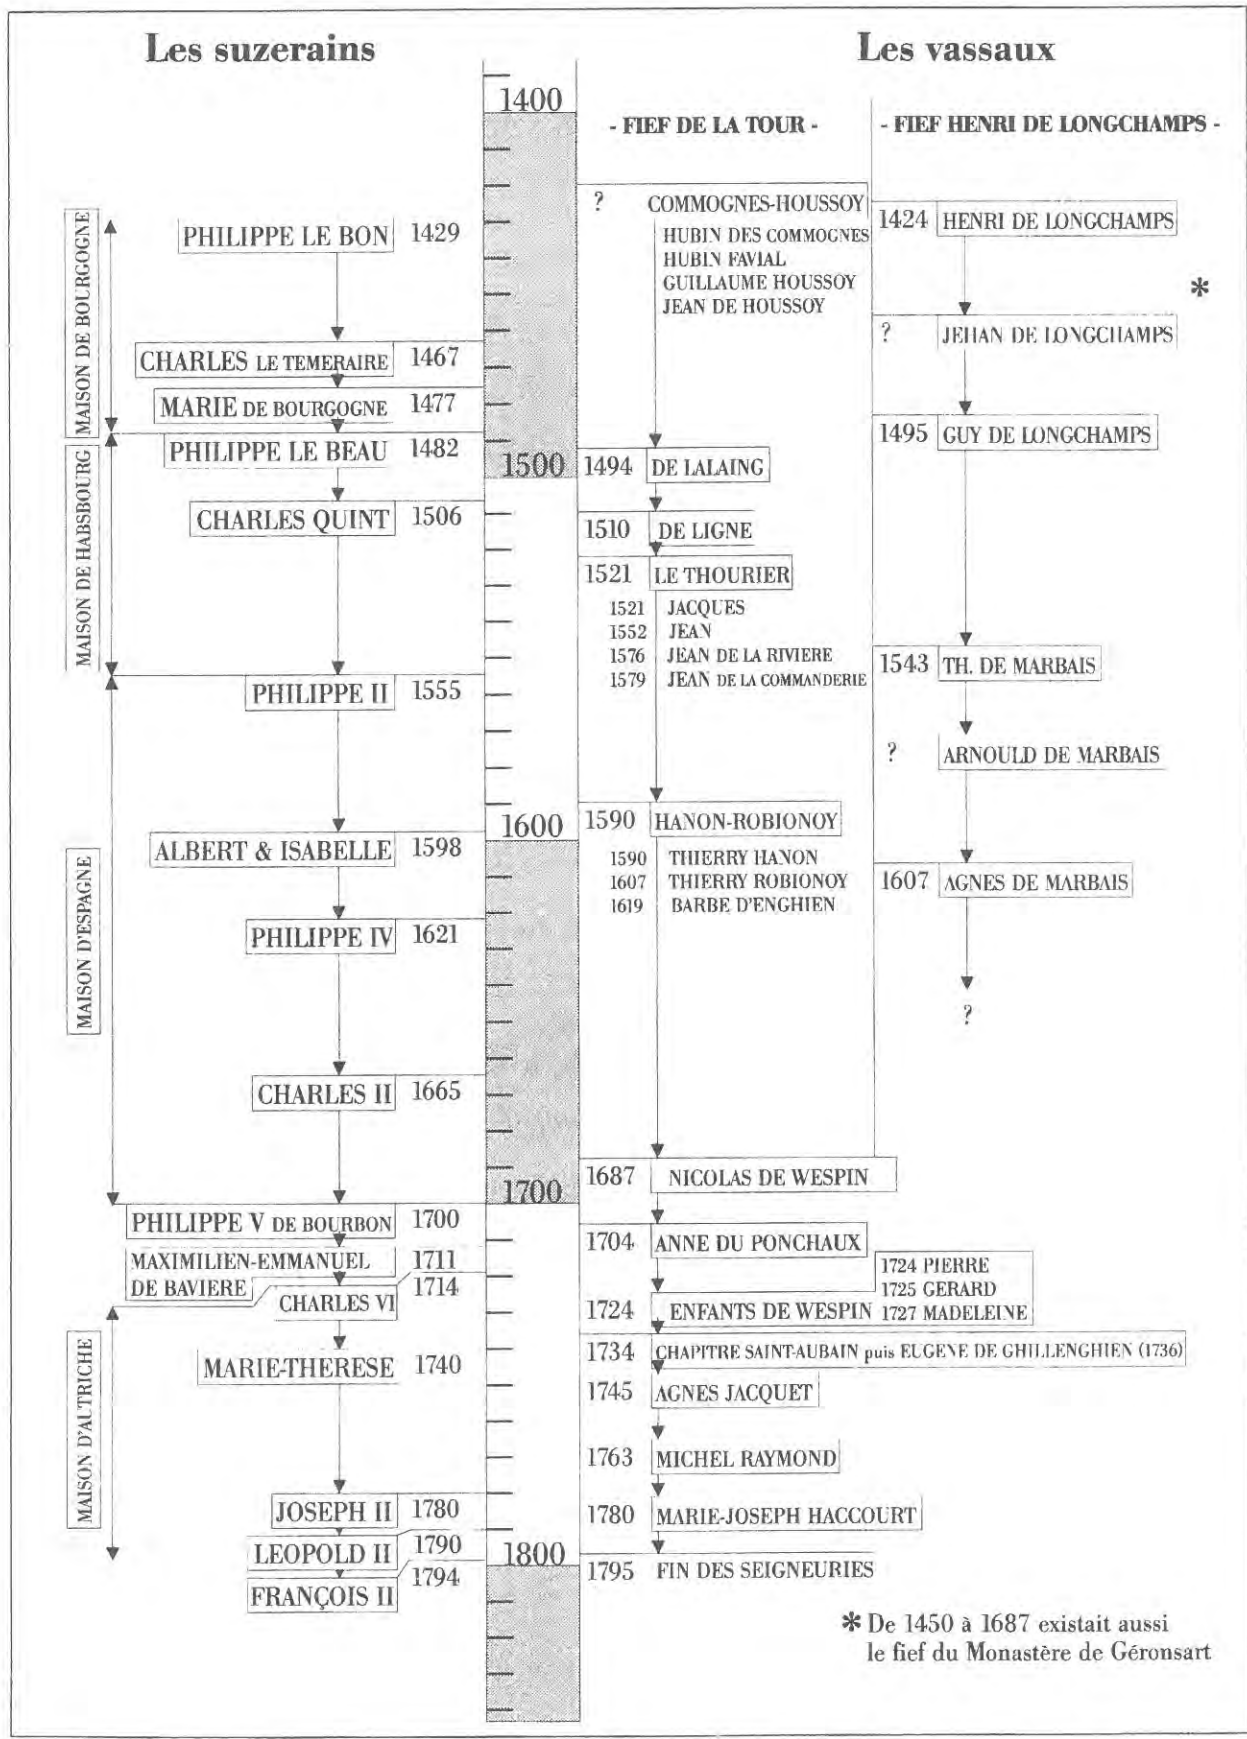 Les suzerains
Les vassaux
1400
- FIEF DE LA TOUR -
- FIEF HENRI DE LONGCHAMPS -
MAISON DE BOURGOGNE
PHILIPPE LE BON 1429
CHARLES LE TEMERAIRE 1467
MARIE DE BOURGOGNE 1477
MAISON DE HABSBOURG
PHILIPPE LE BEAU 1482
CHARLES QUINT 1506
MAISON D'ESPAGNE
PHILIPPE II 1555
ALBERT & ISABELLE 1598
PHILIPPE IV 1621
CHARLES II 1665
PHILIPPE V DE BOURBON 1700
MAXIMILIEN-EMMANUEL 1711
DE BAVIERE
CHARLES VI 1714
MAISON D'AUTRICHE
MARIE-THERESE 1740
JOSEPH II 1780
LEOPOLD II 1790
FRANÇOIS II 1794
1500
1600
1700
1800
? COMMOGNES-HOUSSOY
HUBIN DES COMMOGNES
HUBIN FAVIAL
GUILLAUME HOUSSOY
JEAN DE HOUSSOY
1494 DE LALAING
1510 DE LIGNE
1521 LE THOURIER
1521 JACQUES
1552 JEAN
1576 JEAN DE LA RIVIERE
1579 JEAN DE LA COMMANDERIE
1590 HANON-ROBIONOY
1590 THIERRY HANON
1607 THIERRY ROBIONOY
1619 BARBE D'ENGHIEN
1687 NICOLAS DE WESPIN
1704 ANNE DU PONCHAUX
1724 ENFANTS DE WESPIN
1724 PIERRE
1725 GERARD
1727 MADELEINE
1734 CHAPITRE SAINT-AUBAIN puis EUGENE DE GHILLENGHIEN (1736)
1745 AGNES JACQUET
1763 MICHEL RAYMOND
1780 MARIE-JOSEPH HACCOURT
1795 FIN DES SEIGNEURIES
1424 HENRI DE LONGCHAMPS
*
? JEHAN DE LONGCHAMPS
1495 GUY DE LONGCHAMPS
1543 TH. DE MARBAIS
? ARNOULD DE MARBAIS
1607 AGNES DE MARBAIS
?
* De 1450 à 1687 existait aussi
le fief du Monastère de Géronsart